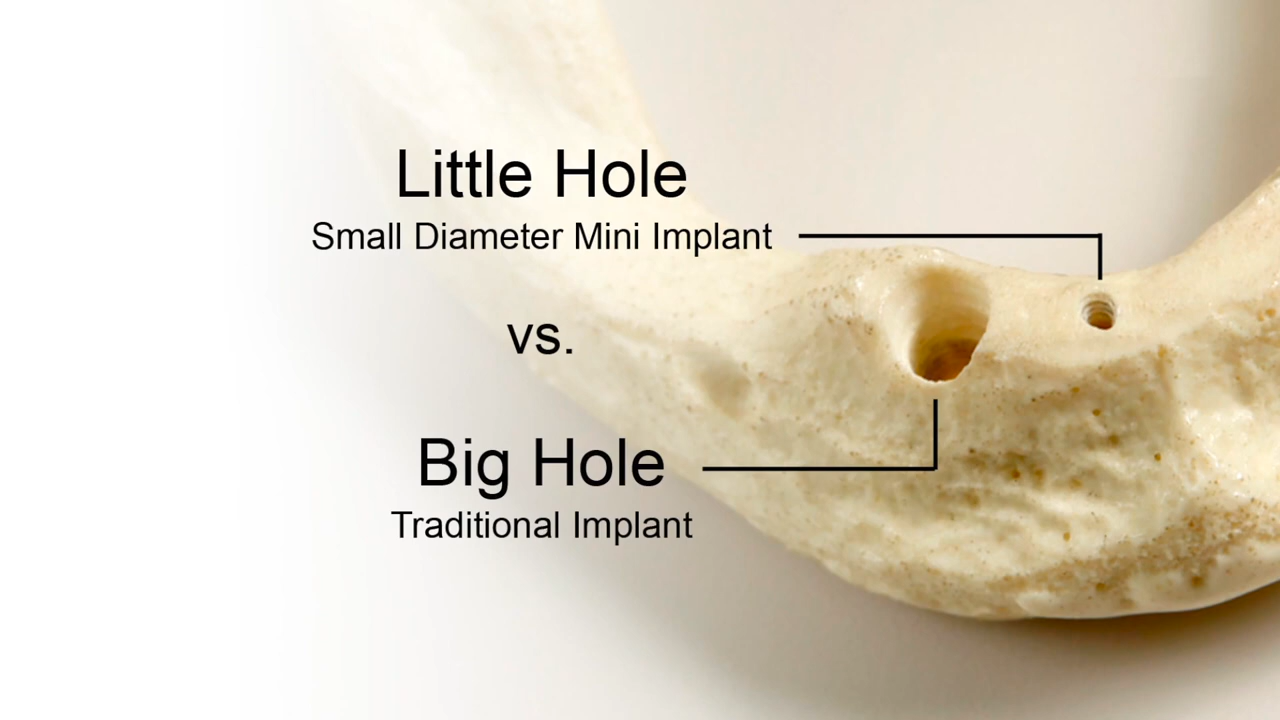 Little Hole
Small Diameter Mini Implant
vs.
Big Hole
Traditional Implant